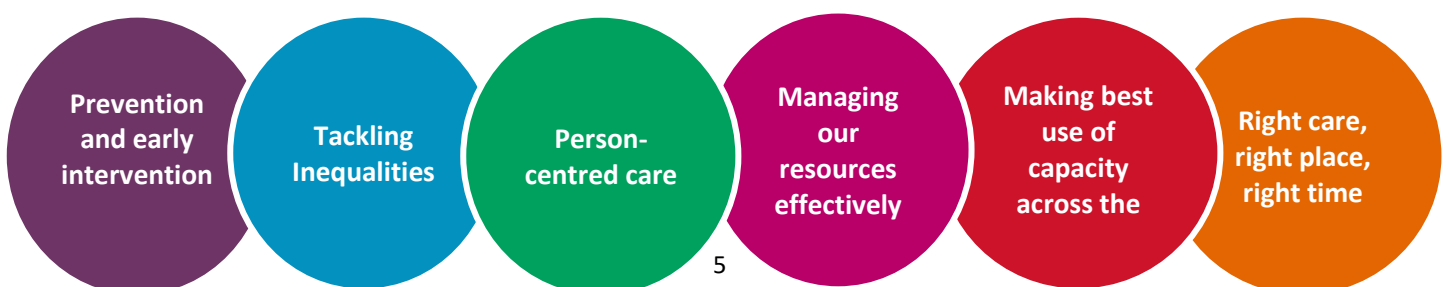 Prevention
and early
intervention
Tackling
Inequalities
Person-
centred care
Managing
our
resources
effectively
Making best
use of
capacity
across the
Right care,
right place,
right time
5